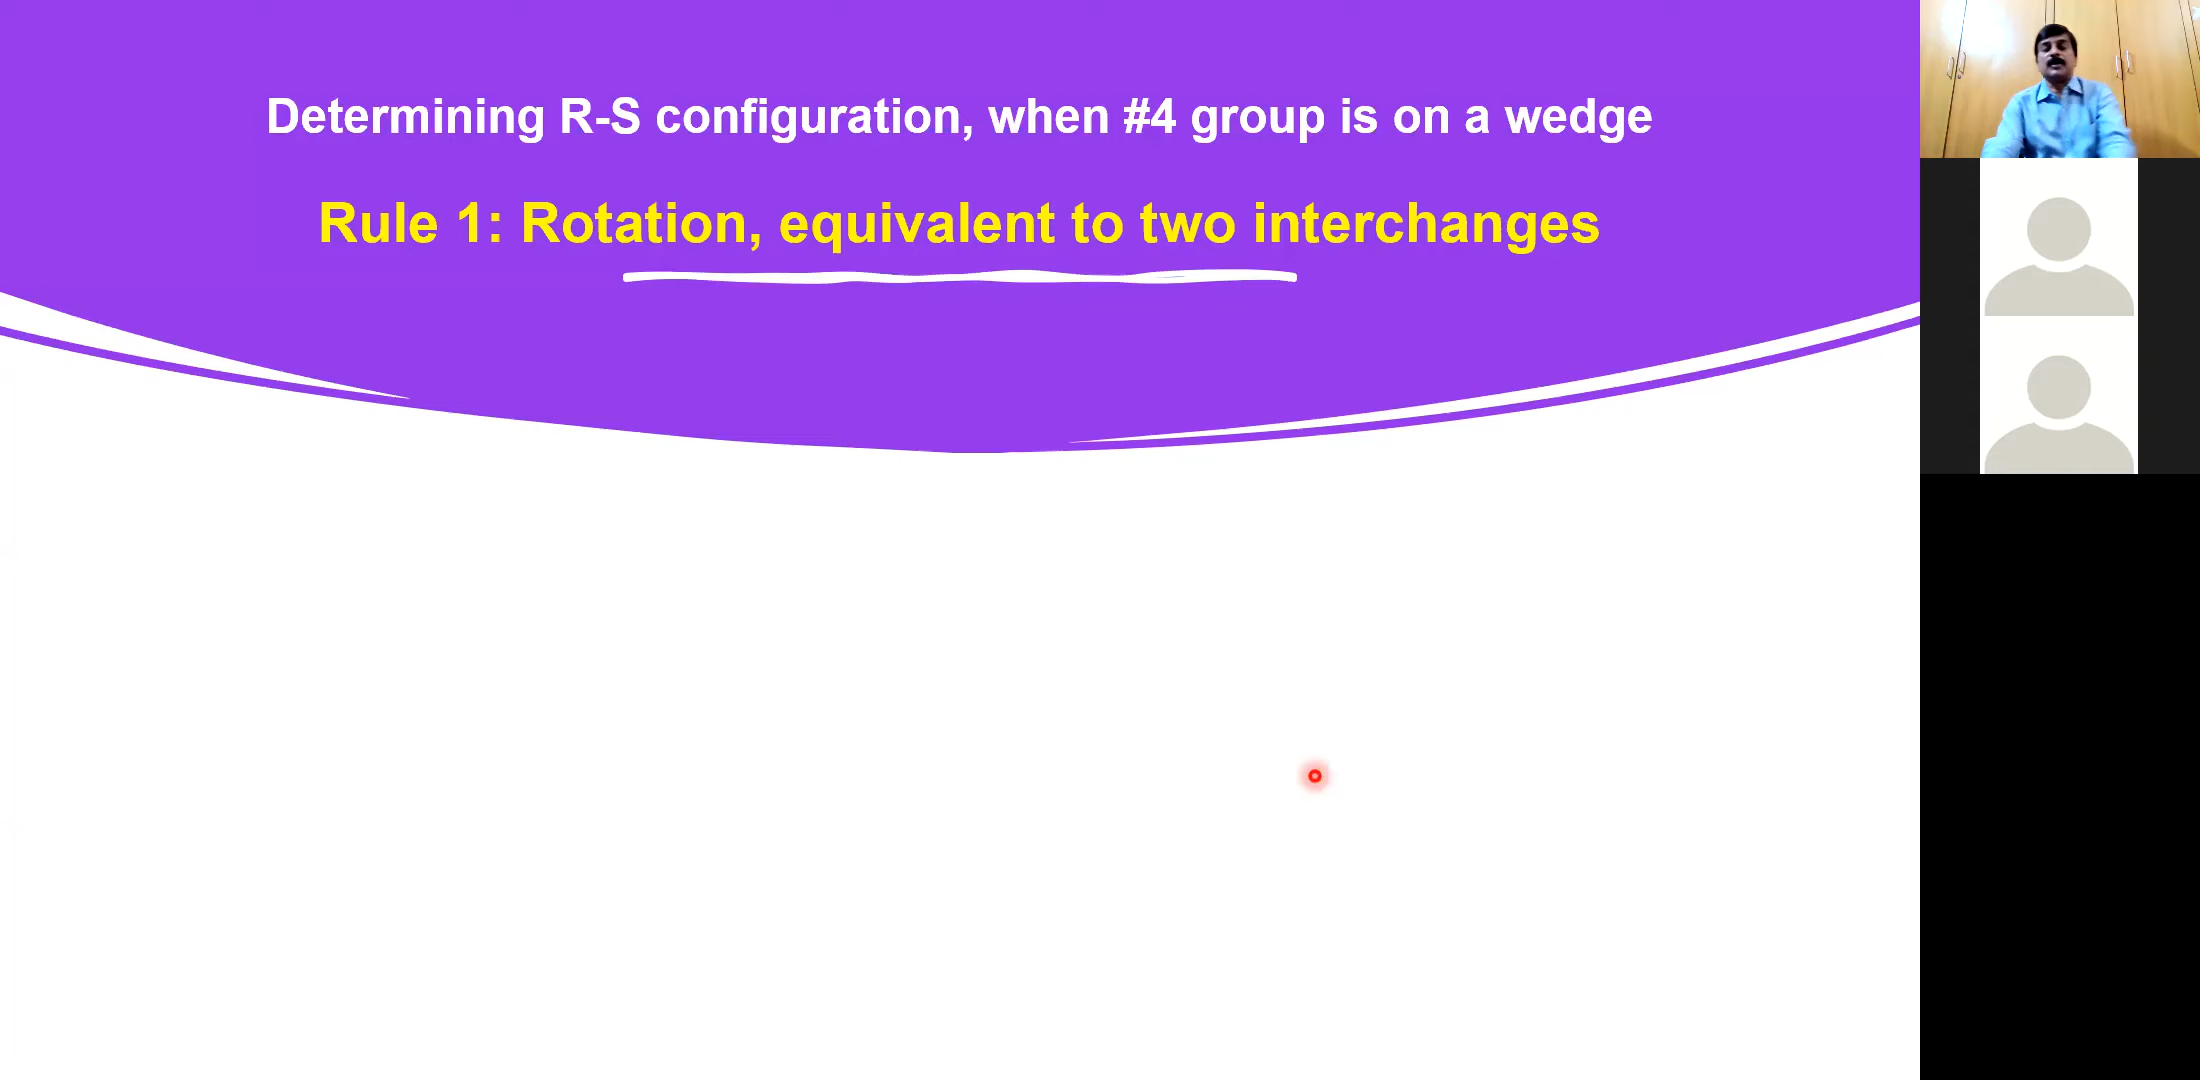 Determining R-S configuration, when #4 group is on a wedge
Rule 1: Rotation, equivalent to two interchanges